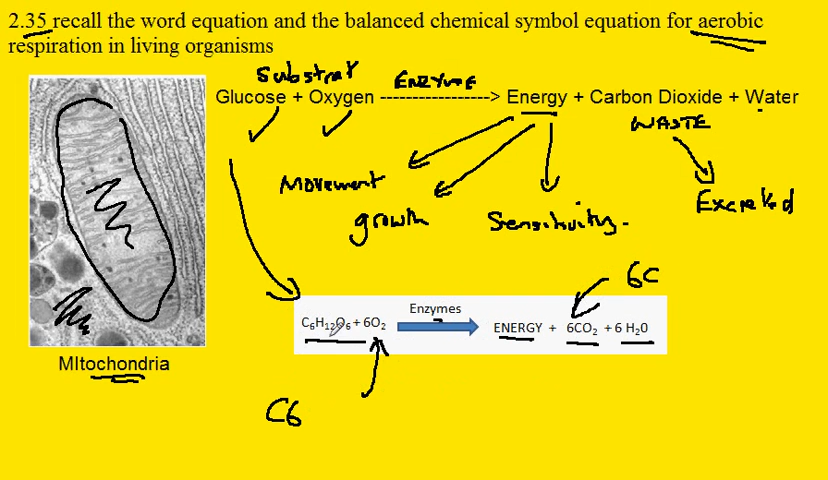 2.35 recall the word equation and the balanced chemical symbol equation for aerobic
respiration in living organisms
Substrat ENZYME
Glucose + Oxygen ------------------> Energy + Carbon Dioxide + Water
WASTE
Movement
growth Sensitivity. Excreted
6C
Enzymes
C₆H₁₂O₆ + 6O₂ ENERGY + 6CO₂ + 6 H₂O
MItochondria
C6